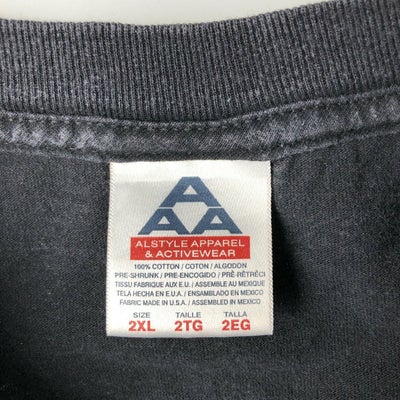 A
A A
ALSTYLE APPAREL
& ACTIVEWEAR
100% COTTON / COTON / ALGODON
PRE-SHRUNK / PRE-ENCOGIDO / PRÉ-RÉTRÉCI
TISSU FABRIQUE AUX E.U. / ASSEMBLE AU MEXIQUE
TELA HECHA EN E.U.A. / ENSAMBLADO EN MEXICO
FABRIC MADE IN U.S.A. / ASSEMBLED IN MEXICO
SIZE TAILLE TALLA
2XL 2TG 2EG